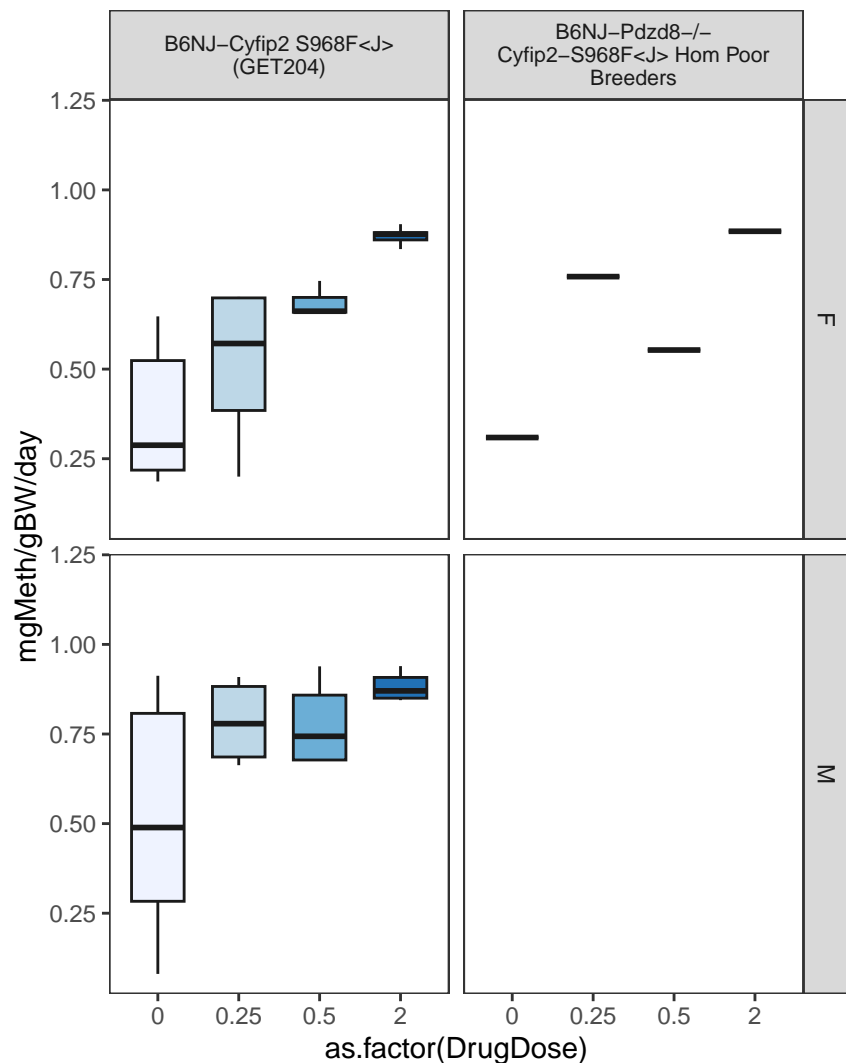 B6NJ−Cyfip2 S968F<J>
(GET204)
B6NJ−Pdzd8−/−
Cyfip2−S968F<J> Hom Poor
Breeders
1.25
1.00
0.75
0.50
0.25
F
1.25
1.00
0.75
0.50
0.25
M
mgMeth/gBW/day
0
0.25
0.5
2
0
0.25
0.5
2
as.factor(DrugDose)